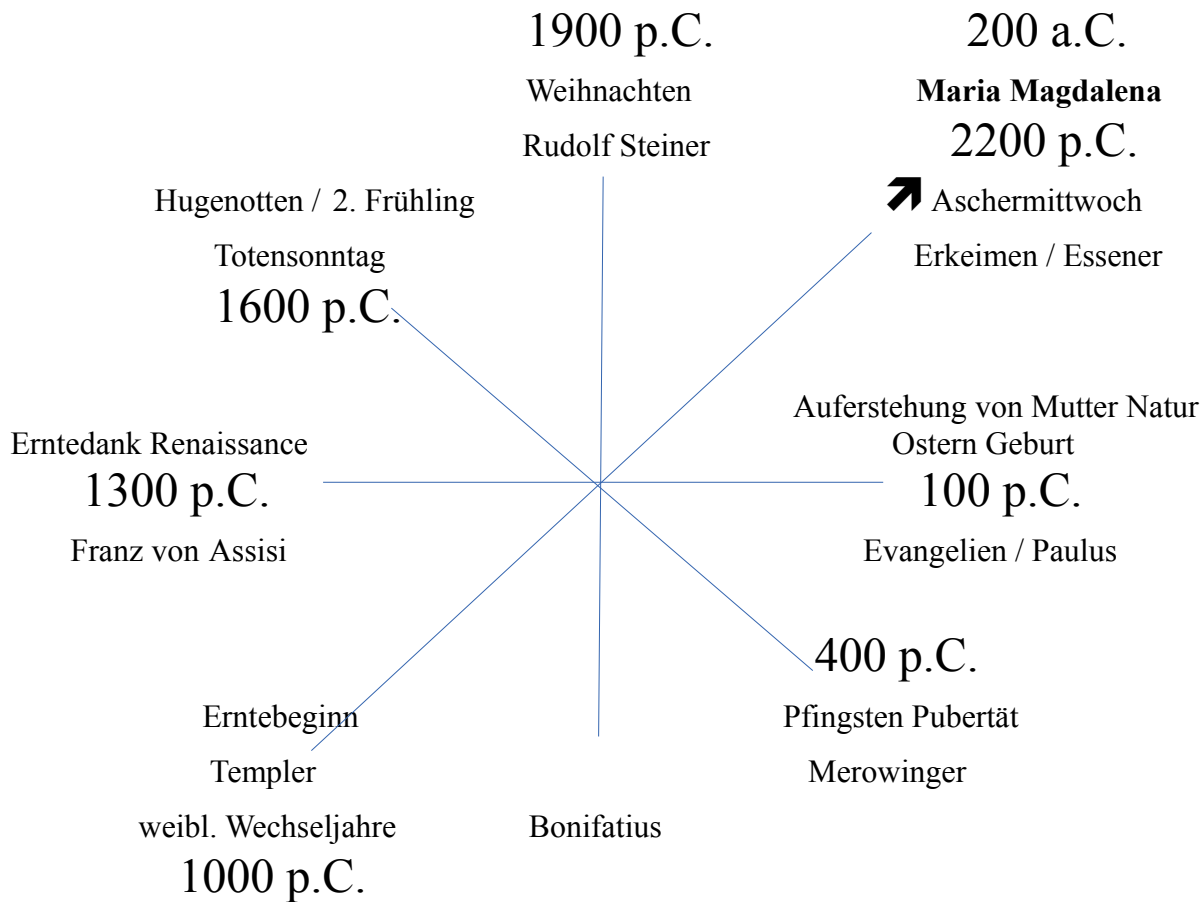 1900 p.C.
Weihnachten
Rudolf Steiner
200 a.C.
Maria Magdalena
2200 p.C.
Aschermittwoch
Erkeimen / Essener
Hugenotten / 2. Frühling
Totensonntag
1600 p.C.
Auferstehung von Mutter Natur
Ostern Geburt
100 p.C.
Evangelien / Paulus
Erntedank Renaissance
1300 p.C.
Franz von Assisi
400 p.C.
Pfingsten Pubertät
Merowinger
Erntebeginn
Templer
weibl. Wechseljahre
1000 p.C.
Bonifatius